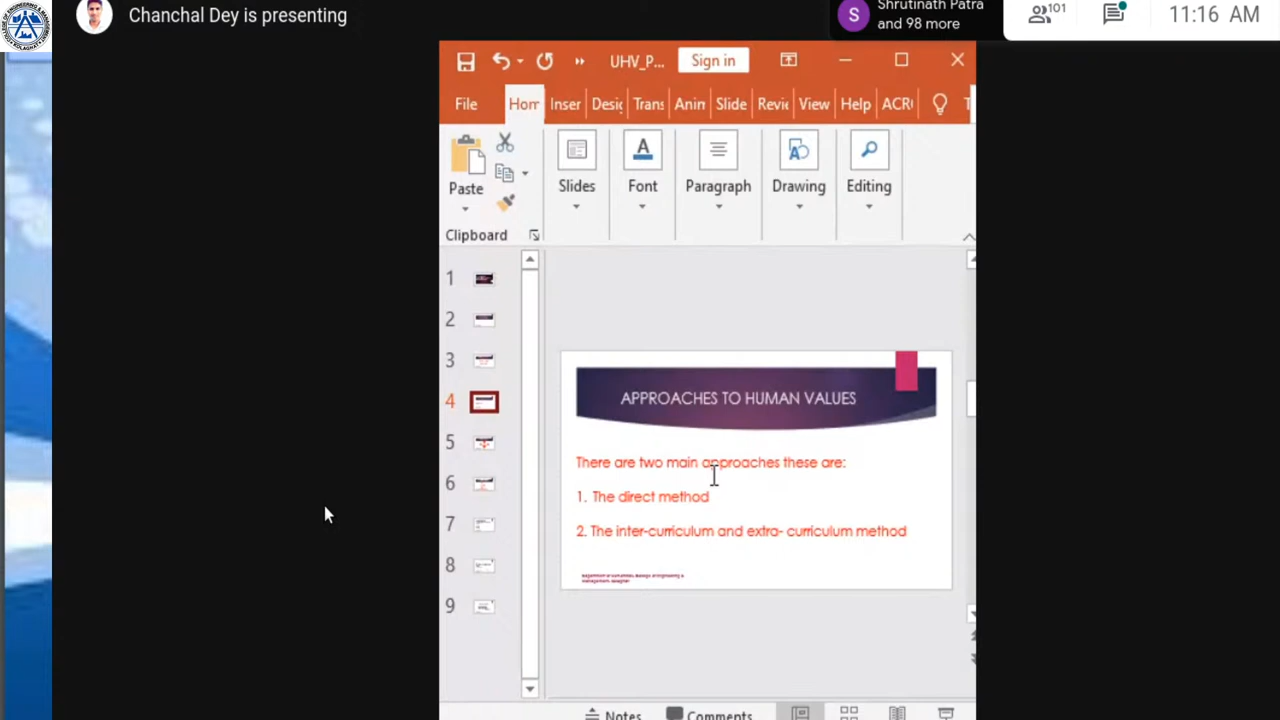 Chanchal Dey is presenting
S
Shrutinath Patra
and 98 more
101
11:16 AM
UHV_P...
Sign in
File
Hor
Inser
Desig
Trans
Anin
Slide
Revie
View
Help
ACRO
T
Paste
Slides
Font
Paragraph
Drawing
Editing
Clipboard
1
2
3
4
5
6
7
8
9
APPROACHES TO HUMAN VALUES
There are two main approaches these are:
1. The direct method
2. The inter-curriculum and extra- curriculum method
Notes
Comments